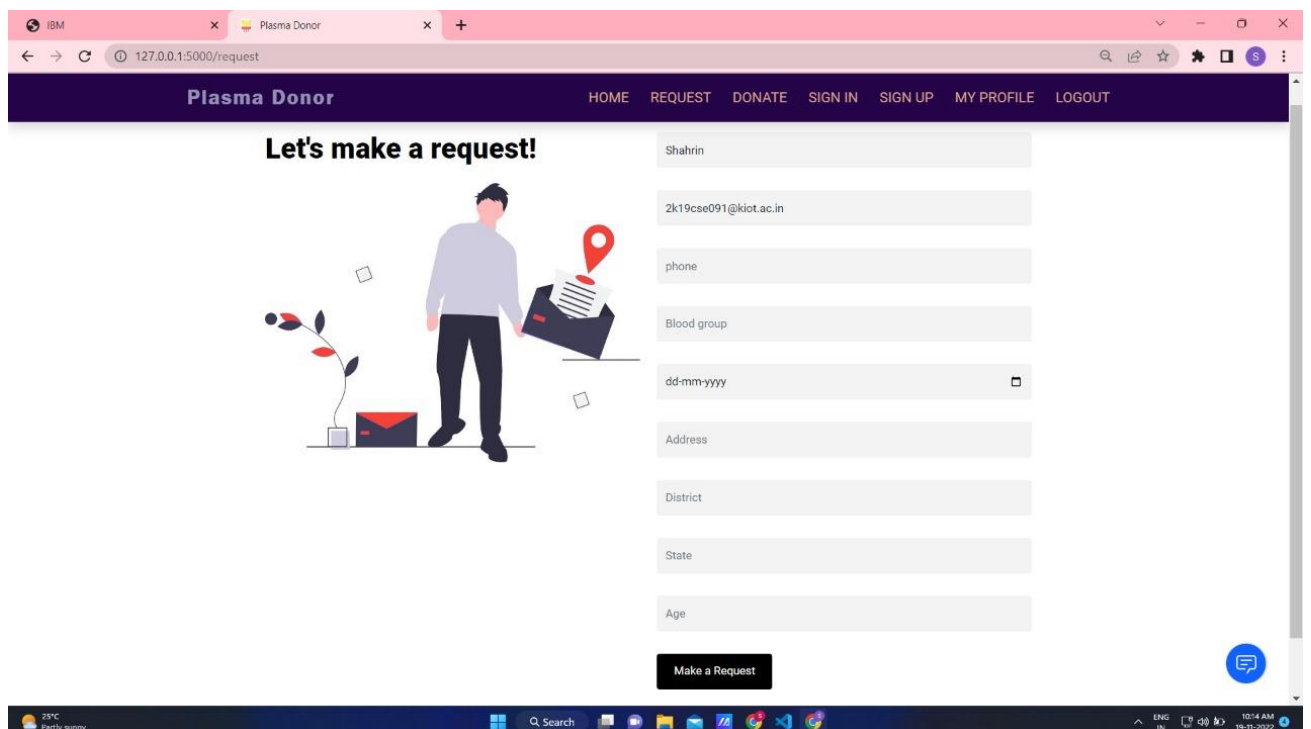 IBM
Plasma Donor
127.0.0.1:5000/request
S
Plasma Donor
HOME REQUEST DONATE SIGN IN SIGN UP MY PROFILE LOGOUT
Let's make a request!
Shahrin
2k19cse091@kiot.ac.in
phone
Blood group
dd-mm-yyyy
Address
District
State
Age
Make a Request
25°C
Partly sunny
Search
ENG
IN
10:14 AM
19-11-2022